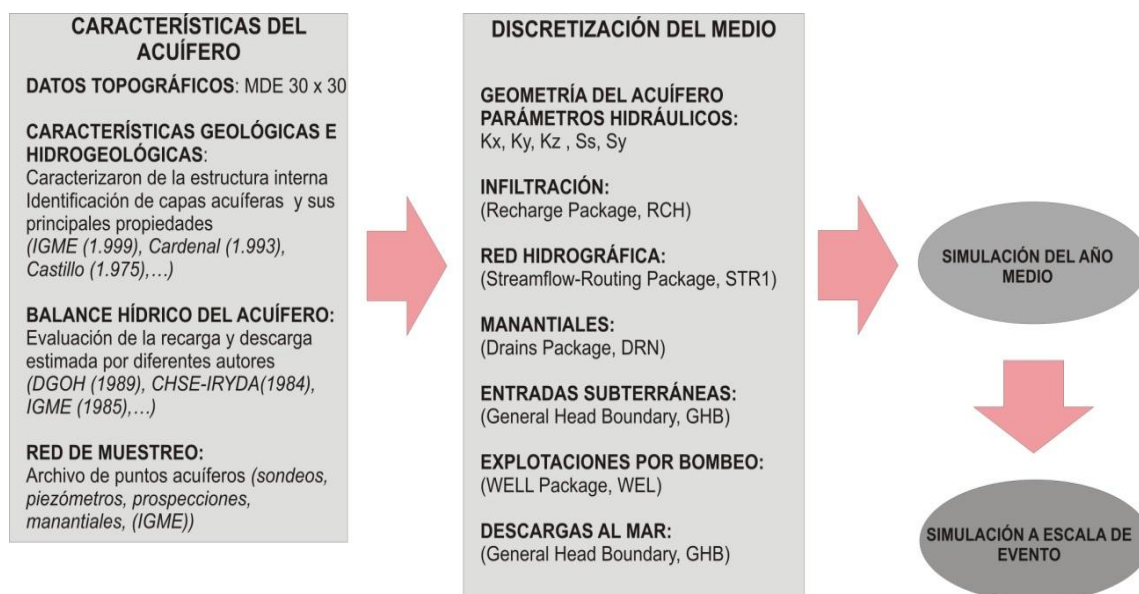 CARACTERÍSTICAS DEL
ACUÍFERO
DATOS TOPOGRÁFICOS: MDE 30 x 30
CARACTERÍSTICAS GEOLÓGICAS E
HIDROGEOLÓGICAS:
Caracterizaron de la estructura interna
Identificación de capas acuíferas y sus
principales propiedades
(IGME (1.999), Cardenal (1.993),
Castillo (1.975),...)
BALANCE HÍDRICO DEL ACUÍFERO:
Evaluación de la recarga y descarga
estimada por diferentes autores
(DGOH (1989), CHSE-IRYDA(1984),
IGME (1985),...)
RED DE MUESTREO:
Archivo de puntos acuíferos (sondeos,
piezómetros, prospecciones,
manantiales, (IGME))
DISCRETIZACIÓN DEL MEDIO
GEOMETRÍA DEL ACUÍFERO
PARÁMETROS HIDRÁULICOS:
Kx, Ky, Kz , Ss, Sy
INFILTRACIÓN:
(Recharge Package, RCH)
RED HIDROGRÁFICA:
(Streamflow-Routing Package, STR1)
MANANTIALES:
(Drains Package, DRN)
ENTRADAS SUBTERRÁNEAS:
(General Head Boundary, GHB)
EXPLOTACIONES POR BOMBEO:
(WELL Package, WEL)
DESCARGAS AL MAR:
(General Head Boundary, GHB)
SIMULACIÓN DEL AÑO
MEDIO
SIMULACIÓN A ESCALA DE
EVENTO